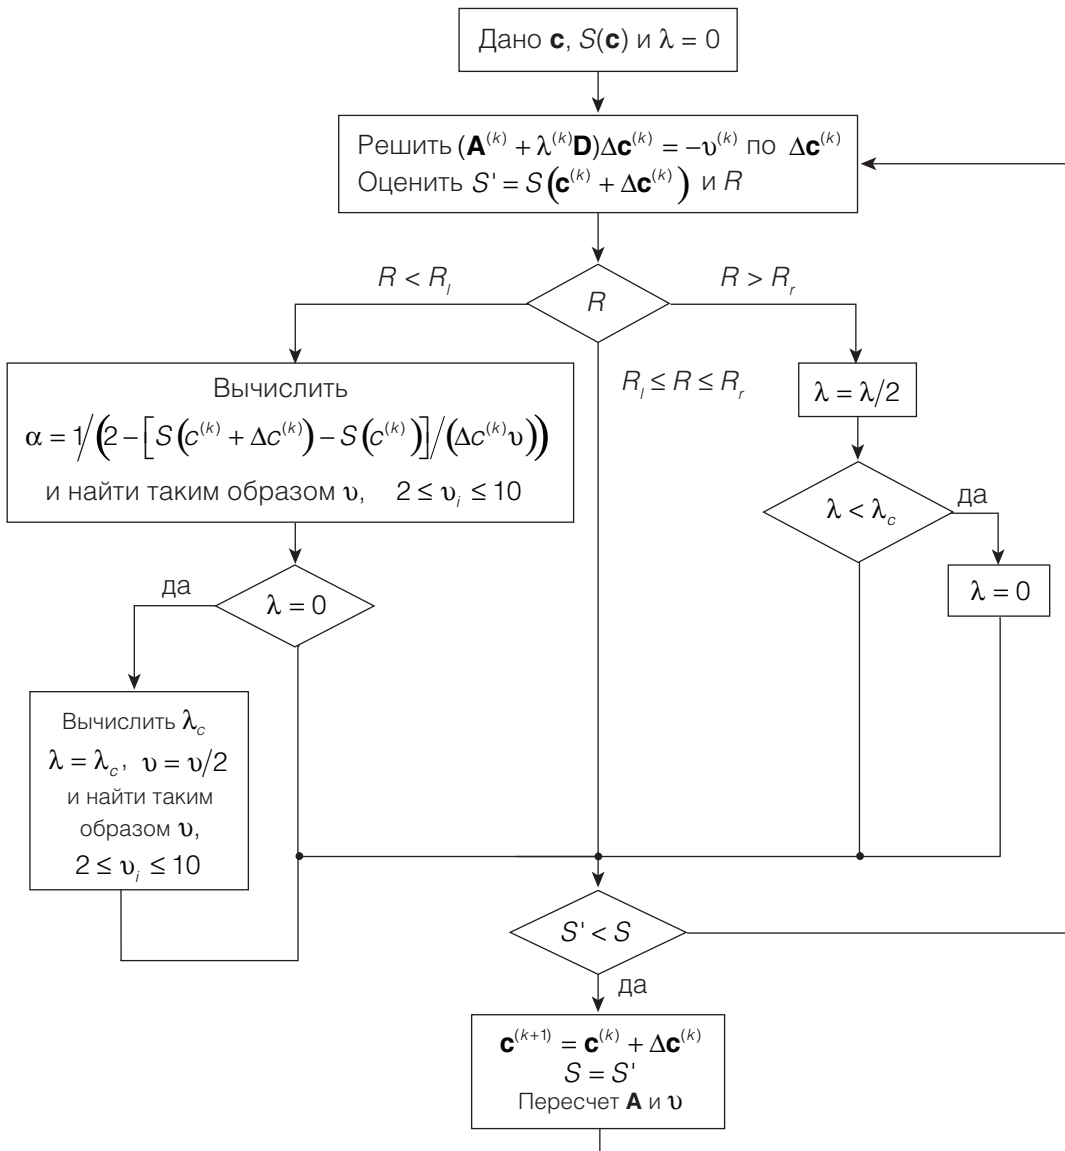 Дано c, S(c) и λ = 0
Решить (A⁽ᵏ⁾ + λ⁽ᵏ⁾D)Δc⁽ᵏ⁾ = −υ⁽ᵏ⁾ по Δc⁽ᵏ⁾
Оценить S' = S(c⁽ᵏ⁾ + Δc⁽ᵏ⁾) и R
R < R_l
R
R > R_r
R_l ≤ R ≤ R_r
Вычислить
α = 1/(2 − [S(c⁽ᵏ⁾ + Δc⁽ᵏ⁾) − S(c⁽ᵏ⁾)]/(Δc⁽ᵏ⁾υ))
и найти таким образом υ, 2 ≤ υ_i ≤ 10
λ = λ/2
λ < λ_c
да
λ = 0
да
λ = 0
Вычислить λ_c
λ = λ_c, υ = υ/2
и найти таким
образом υ,
2 ≤ υ_i ≤ 10
S' < S
да
c⁽ᵏ⁺¹⁾ = c⁽ᵏ⁾ + Δc⁽ᵏ⁾
S = S'
Пересчет A и υ